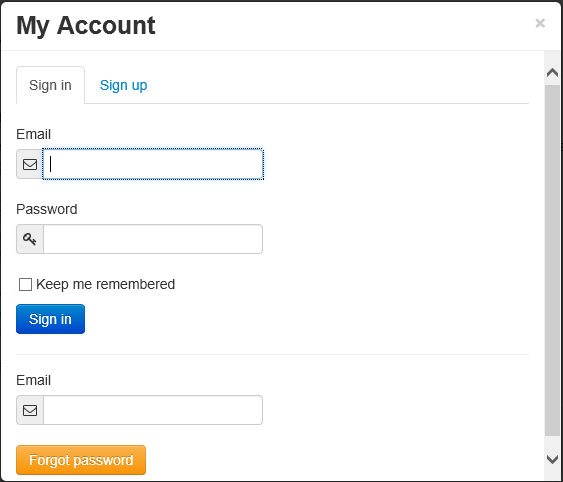 My Account
×
Sign in Sign up
Email
Password
Keep me remembered
Sign in
Email
Forgot password